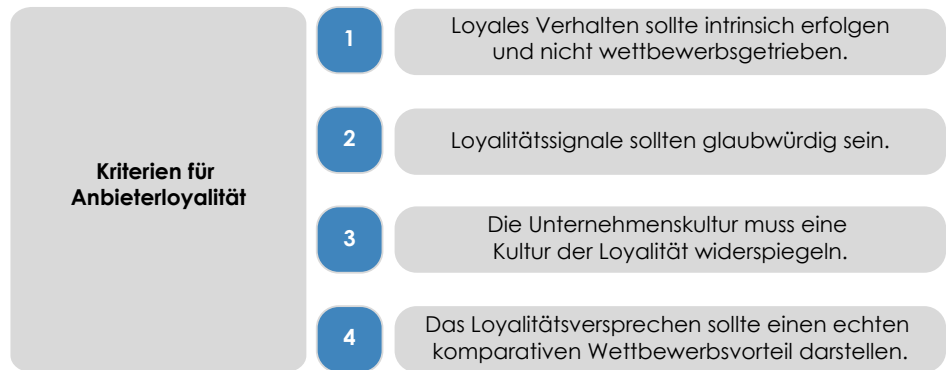 Kriterien für
Anbieterloyalität
1
Loyales Verhalten sollte intrinsich erfolgen
und nicht wettbewerbsgetrieben.
2
Loyalitätssignale sollten glaubwürdig sein.
3
Die Unternehmenskultur muss eine
Kultur der Loyalität widerspiegeln.
4
Das Loyalitätsversprechen sollte einen echten
komparativen Wettbewerbsvorteil darstellen.